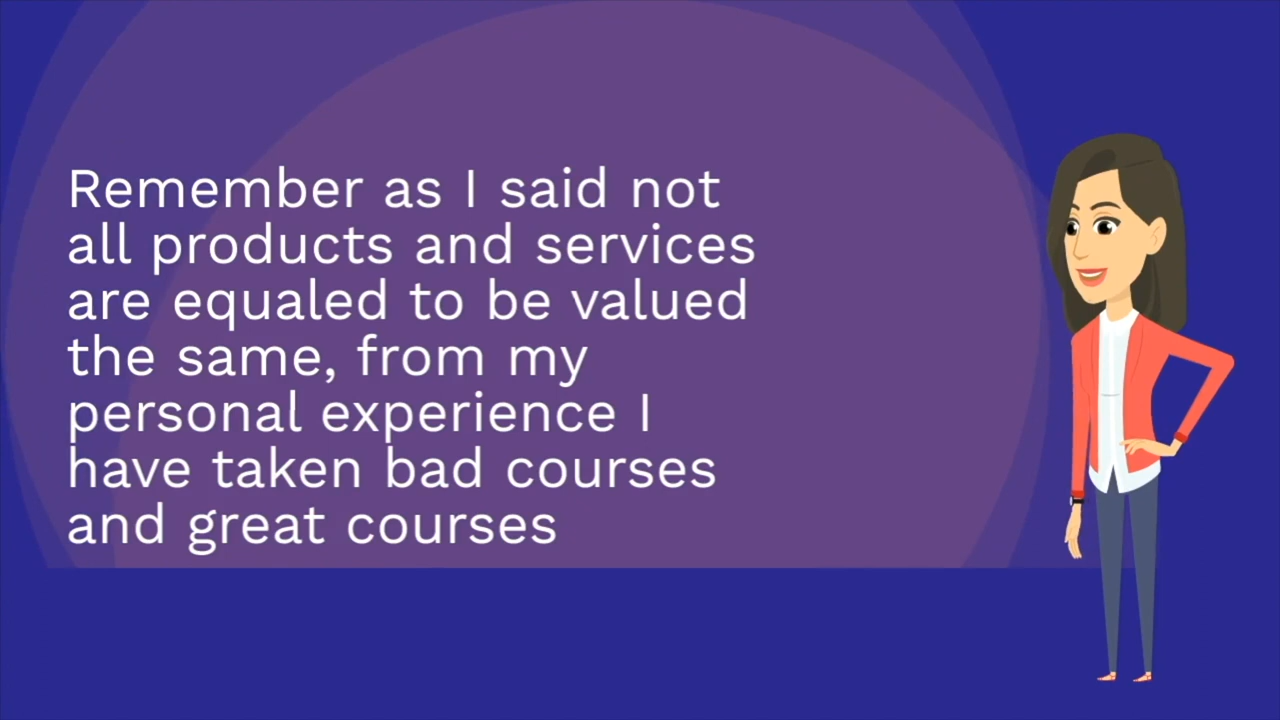 Remember as I said not
all products and services
are equaled to be valued
the same, from my
personal experience I
have taken bad courses
and great courses